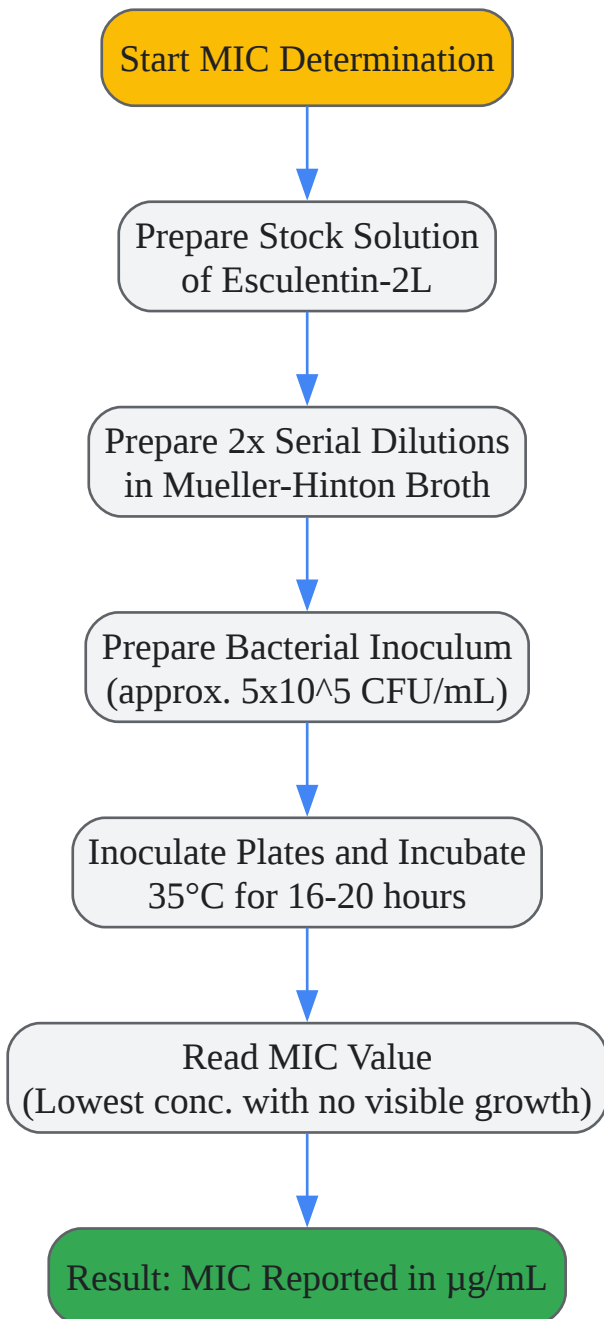 Start MIC Determination
Prepare Stock Solution
of Esculentin-2L
Prepare 2x Serial Dilutions
in Mueller-Hinton Broth
Prepare Bacterial Inoculum
(approx. 5x10^5 CFU/mL)
Inoculate Plates and Incubate
35°C for 16-20 hours
Read MIC Value
(Lowest conc. with no visible growth)
Result: MIC Reported in µg/mL